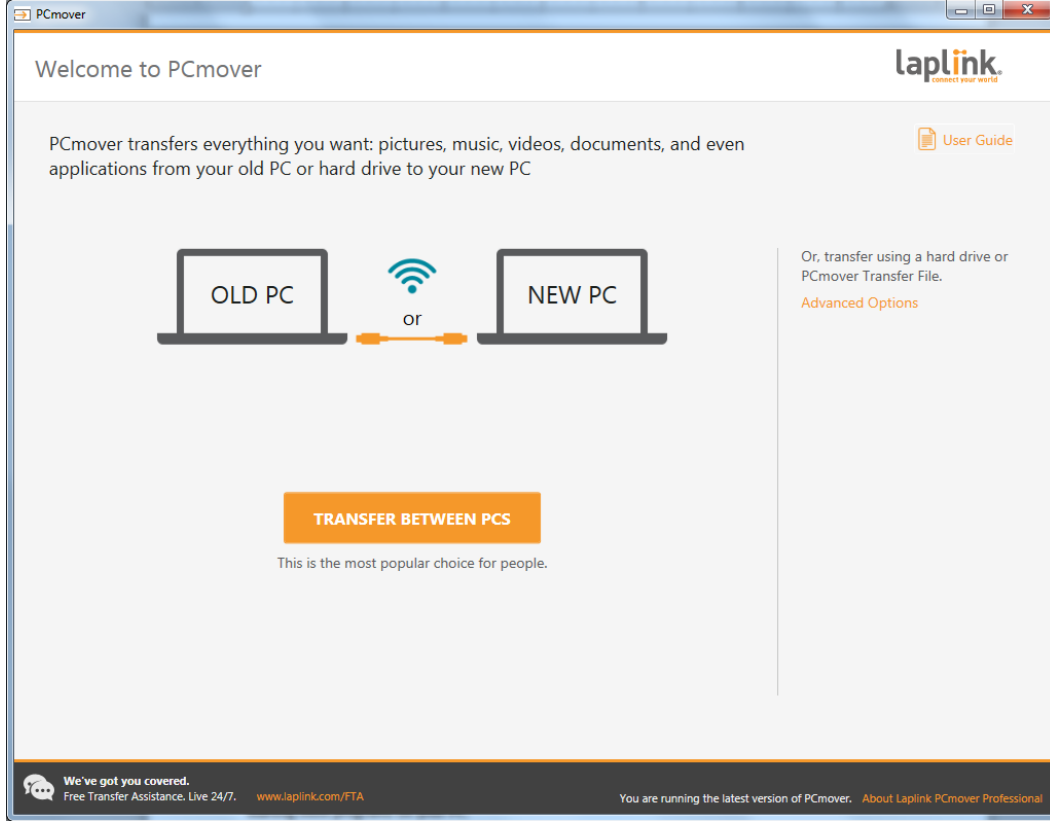 PCmover
Welcome to PCmover
laplink.
connect your world
PCmover transfers everything you want: pictures, music, videos, documents, and even
applications from your old PC or hard drive to your new PC
User Guide
OLD PC
or
NEW PC
Or, transfer using a hard drive or
PCmover Transfer File.
Advanced Options
TRANSFER BETWEEN PCS
This is the most popular choice for people.
We've got you covered.
Free Transfer Assistance. Live 24/7. www.laplink.com/FTA
You are running the latest version of PCmover. About Laplink PCmover Professional